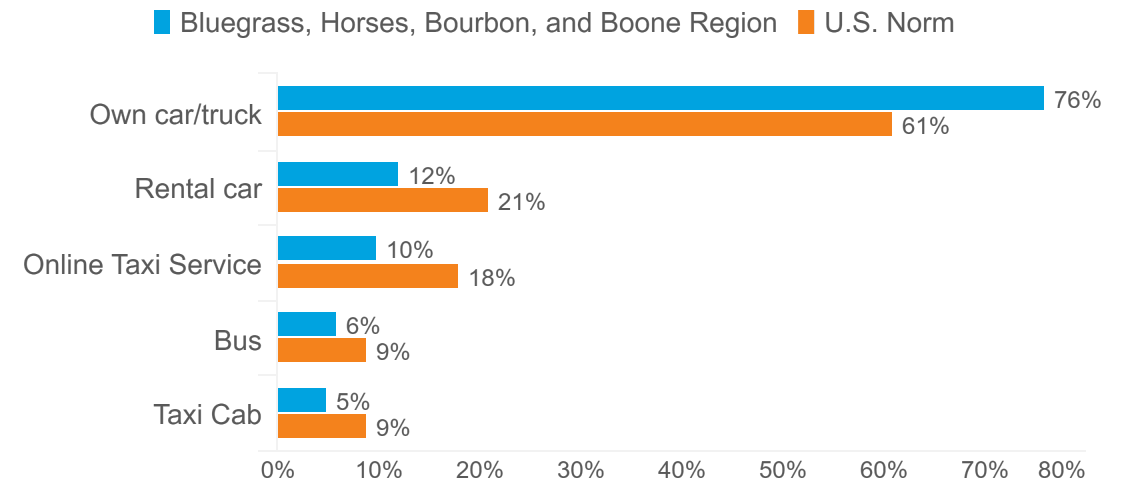 Bluegrass, Horses, Bourbon, and Boone Region U.S. Norm
Own car/truck
76%
61%
Rental car
12%
21%
Online Taxi Service
10%
18%
Bus
6%
9%
Taxi Cab
5%
9%
0% 10% 20% 30% 40% 50% 60% 70% 80%